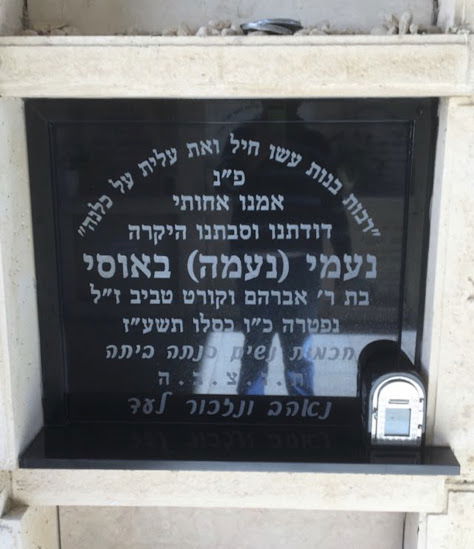 "רבות בנות עשו חיל ואת עלית על כלנה"
פ"נ
אמנו אחותי
דודתנו וסבתנו היקרה
נעמי (נעמה) באוסי
בת ר' אברהם וקורט טביב ז"ל
נפטרה כ"ו כסלו תשע"ז
חכמות נשים בנתה ביתה
ת.נ.צ.ב.ה
נאהב ונזכור לעד